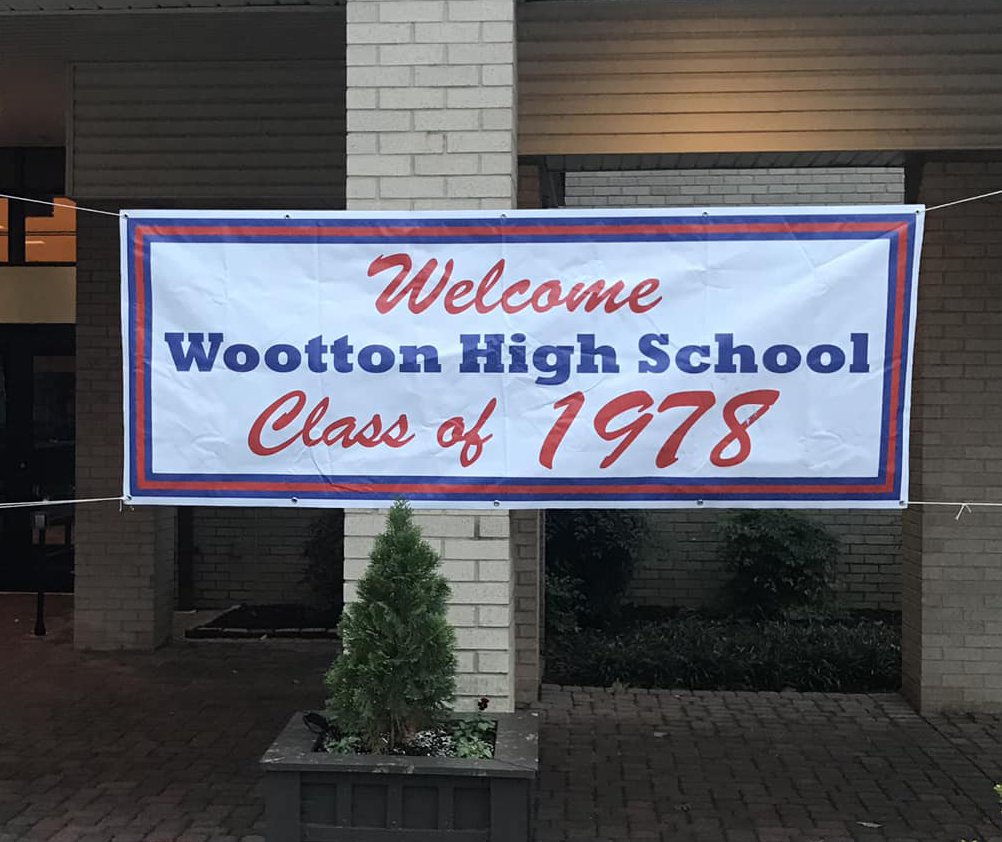 Welcome
Wootton High School
Class of 1978